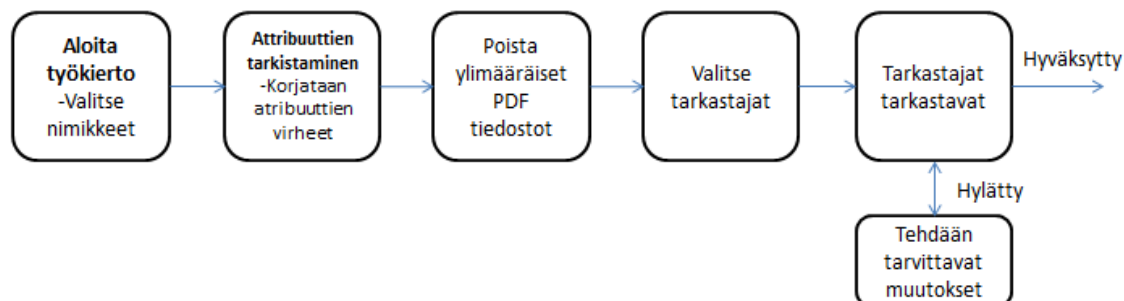 Aloita
työkierto
-Valitse
nimikkeet
Attribuuttien
tarkistaminen
-Korjataan
atribuuttien
virheet
Poista
ylimääräiset
PDF
tiedostot
Valitse
tarkastajat
Tarkastajat
tarkastavat
Hyväksytty
Hylätty
Tehdään
tarvittavat
muutokset